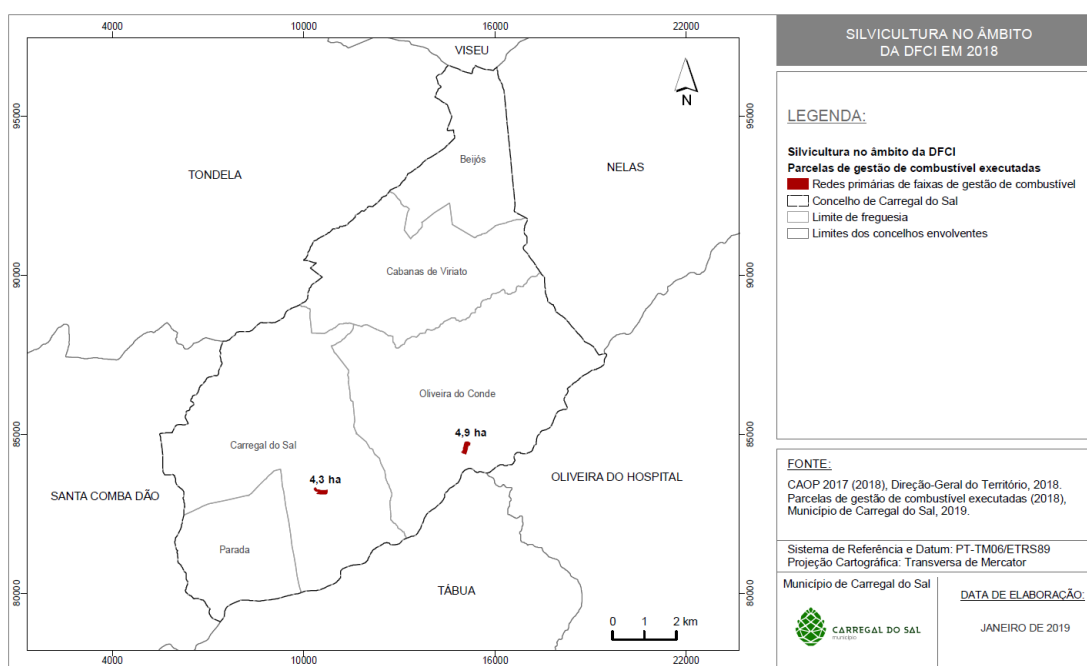 4000
10000
16000
22000
VISEU
N
95000
95000
TONDELA
Beijós
NELAS
90000
90000
Cabanas de Viriato
Oliveira do Conde
85000
85000
4,9 ha
Carregal do Sal
4,3 ha
SANTA COMBA DÃO
OLIVEIRA DO HOSPITAL
Parada
80000
80000
TÁBUA
0 1 2 km
4000
10000
16000
22000
SILVICULTURA NO ÂMBITO
DA DFCI EM 2018
LEGENDA:
Silvicultura no âmbito da DFCI
Parcelas de gestão de combustível executadas
Redes primárias de faixas de gestão de combustível
Concelho de Carregal do Sal
Limite de freguesia
Limites dos concelhos envolventes
FONTE:
CAOP 2017 (2018), Direção-Geral do Território, 2018.
Parcelas de gestão de combustível executadas (2018),
Município de Carregal do Sal, 2019.
Sistema de Referência e Datum: PT-TM06/ETRS89
Projeção Cartográfica: Transversa de Mercator
Município de Carregal do Sal
CARREGAL DO SAL
município
DATA DE ELABORAÇÃO:
JANEIRO DE 2019